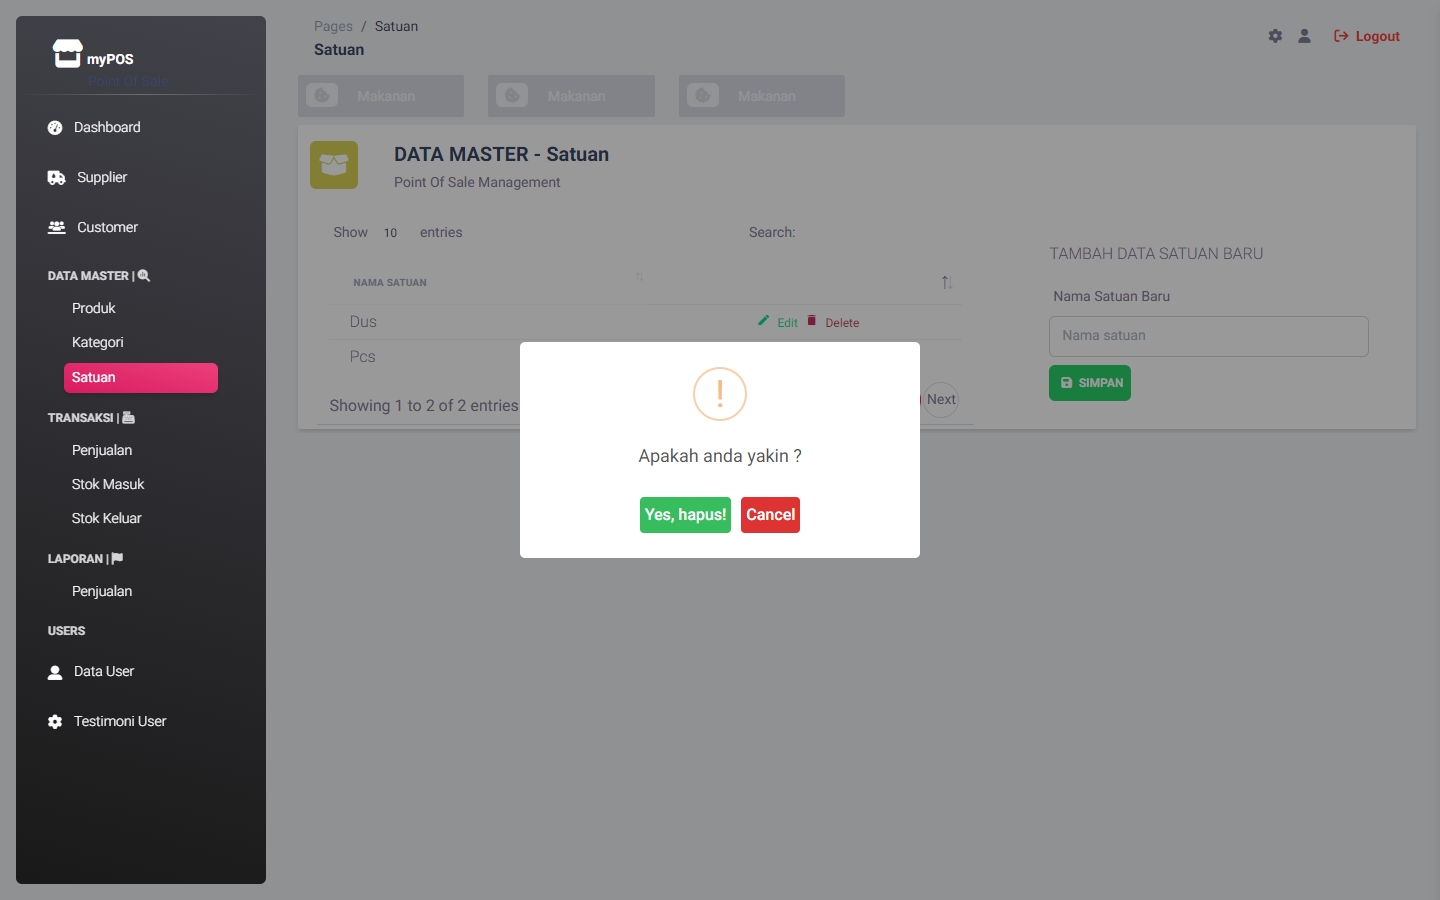 myPOS
Point Of Sale
Dashboard
Supplier
Customer
DATA MASTER |
Produk
Kategori
Satuan
TRANSAKSI |
Penjualan
Stok Masuk
Stok Keluar
LAPORAN |
Penjualan
USERS
Data User
Testimoni User
Pages / Satuan
Satuan
Logout
Makanan
Makanan
Makanan
DATA MASTER - Satuan
Point Of Sale Management
Show 10 entries
Search:
NAMA SATUAN
Dus
Edit Delete
Pcs
Showing 1 to 2 of 2 entries
Next
TAMBAH DATA SATUAN BARU
Nama Satuan Baru
Nama satuan
SIMPAN
!
Apakah anda yakin ?
Yes, hapus!
Cancel